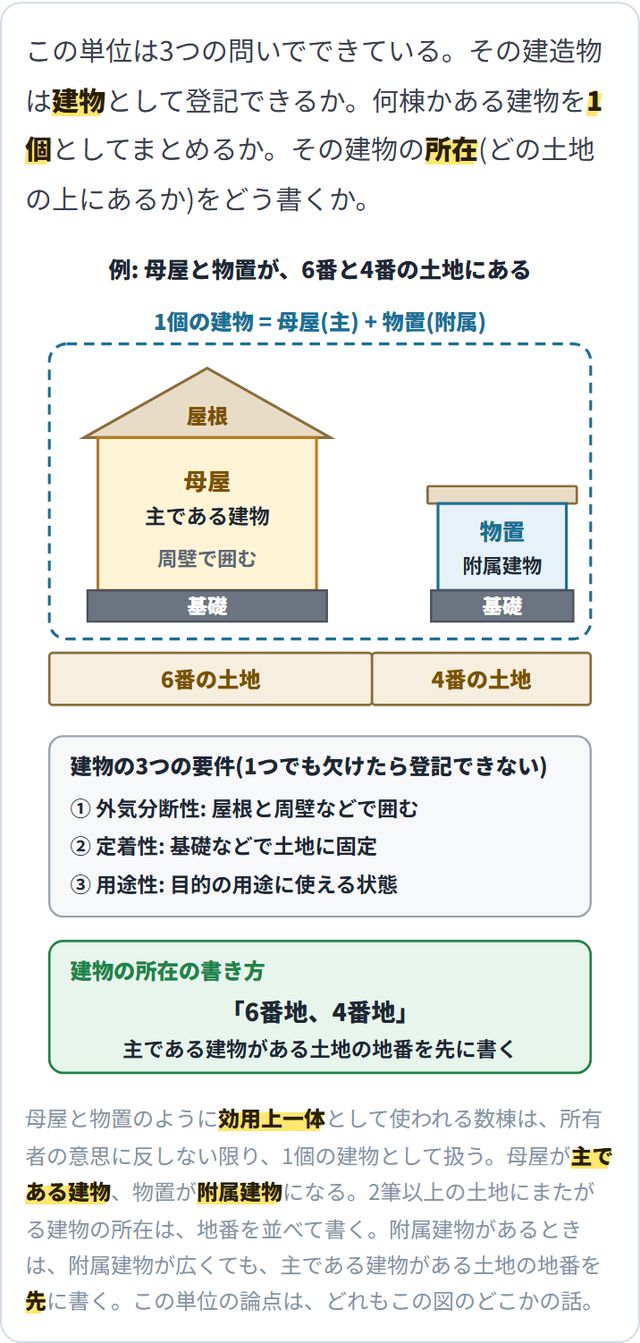 この単位は3つの問いでできている。その建造物
は建物として登記できるか。何棟かある建物を1
個としてまとめるか。その建物の所在(どの土地
の上にあるか)をどう書くか。
例: 母屋と物置が、6番と4番の土地にある
1個の建物 = 母屋(主) + 物置(附属)
屋根
母屋
主である建物
周壁で囲む
基礎
物置
附属建物
基礎
6番の土地
4番の土地
建物の3つの要件(1つでも欠けたら登記できない)
① 外気分断性: 屋根と周壁などで囲む
② 定着性: 基礎などで土地に固定
③ 用途性: 目的の用途に使える状態
建物の所在の書き方
「6番地、4番地」
主である建物がある土地の地番を先に書く
母屋と物置のように効用上一体として使われる数棟は、所有
者の意思に反しない限り、1個の建物として扱う。母屋が主で
ある建物、物置が附属建物になる。2筆以上の土地にまたが
る建物の所在は、地番を並べて書く。附属建物があるとき
は、附属建物が広くても、主である建物がある土地の地番を
先に書く。この単位の論点は、どれもこの図のどこかの話。